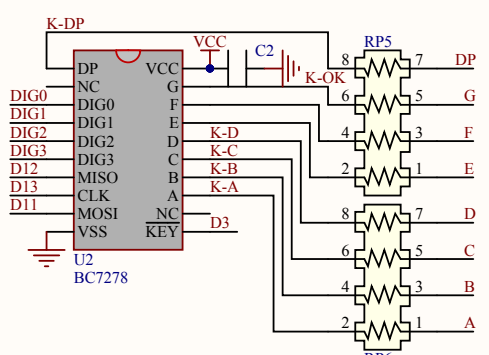 K-DP
VCC
C2
RP5
8 7 DP
DP VCC
NC G
K-OK
6 5 G
DIG0 DIG0 F
DIG1 DIG1 E
4 3 F
DIG2 DIG2 D K-D
DIG3 DIG3 C K-C
2 1 E
D12 MISO B K-B
D13 CLK A K-A
D11 MOSI NC
8 7 D
VSS KEY D3
U2
BC7278
6 5 C
4 3 B
2 1 A